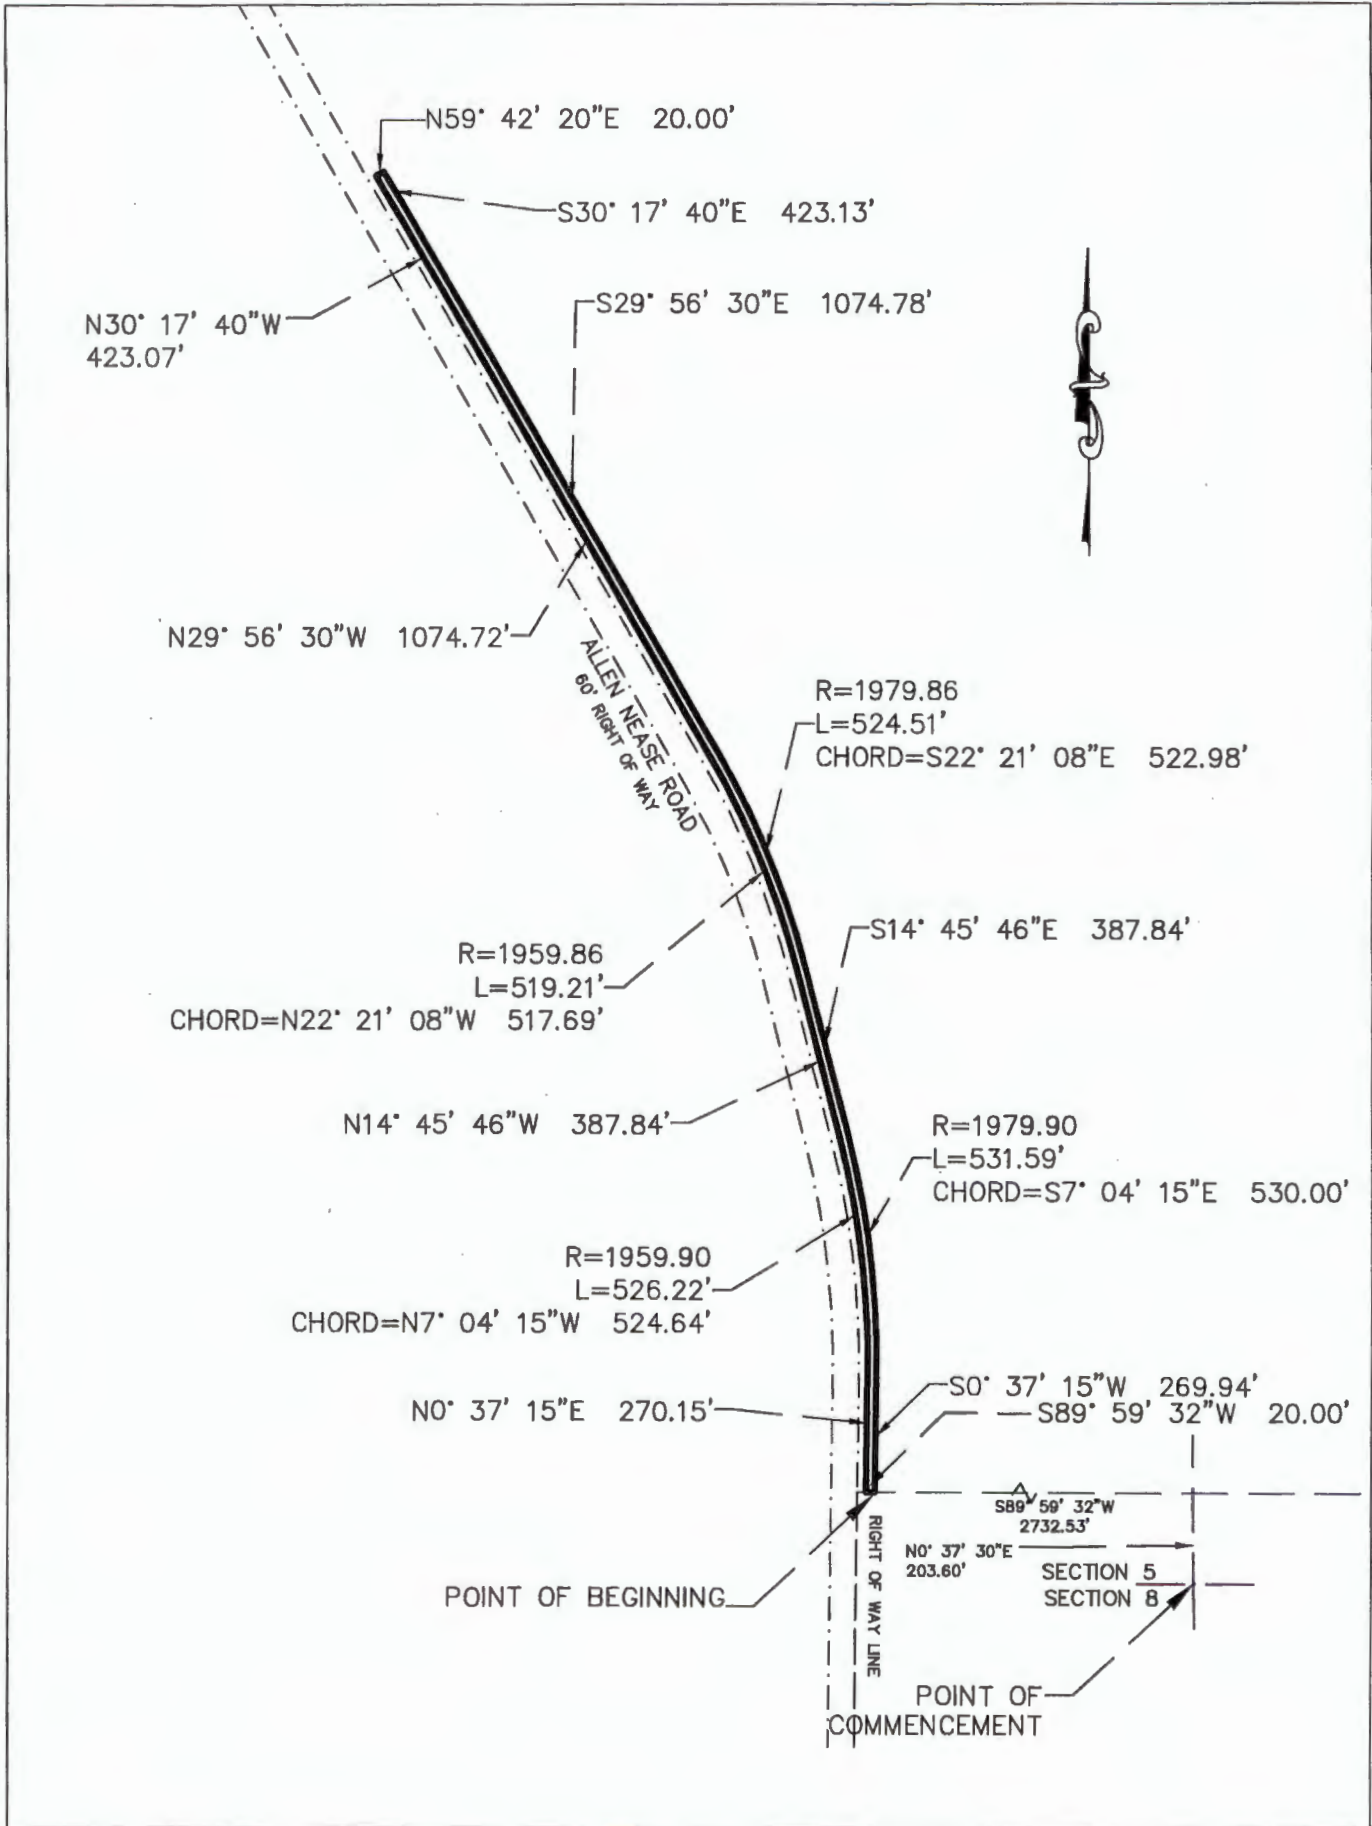 N59° 42' 20"E 20.00'
S30° 17' 40"E 423.13'
S29° 56' 30"E 1074.78'
N30° 17' 40"W
423.07'
N29° 56' 30"W 1074.72'
ALLEN NEASE ROAD
60' RIGHT OF WAY
R=1979.86
L=524.51'
CHORD=S22° 21' 08"E 522.98'
S14° 45' 46"E 387.84'
R=1959.86
L=519.21'
CHORD=N22° 21' 08"W 517.69'
N14° 45' 46"W 387.84'
R=1979.90
L=531.59'
CHORD=S7° 04' 15"E 530.00'
R=1959.90
L=526.22'
CHORD=N7° 04' 15"W 524.64'
S0° 37' 15"W 269.94'
N0° 37' 15"E 270.15'
S89° 59' 32"W 20.00'
S89° 59' 32"W
2732.53'
N0° 37' 30"E
203.60'
SECTION 5
SECTION 8
POINT OF BEGINNING
RIGHT OF WAY LINE
POINT OF
COMMENCEMENT